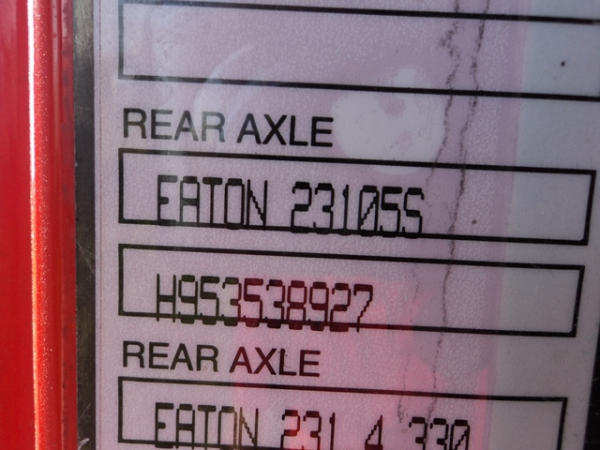 REAR AXLE
EATON 23105S
H953538927
REAR AXLE
EATON 231 4.330